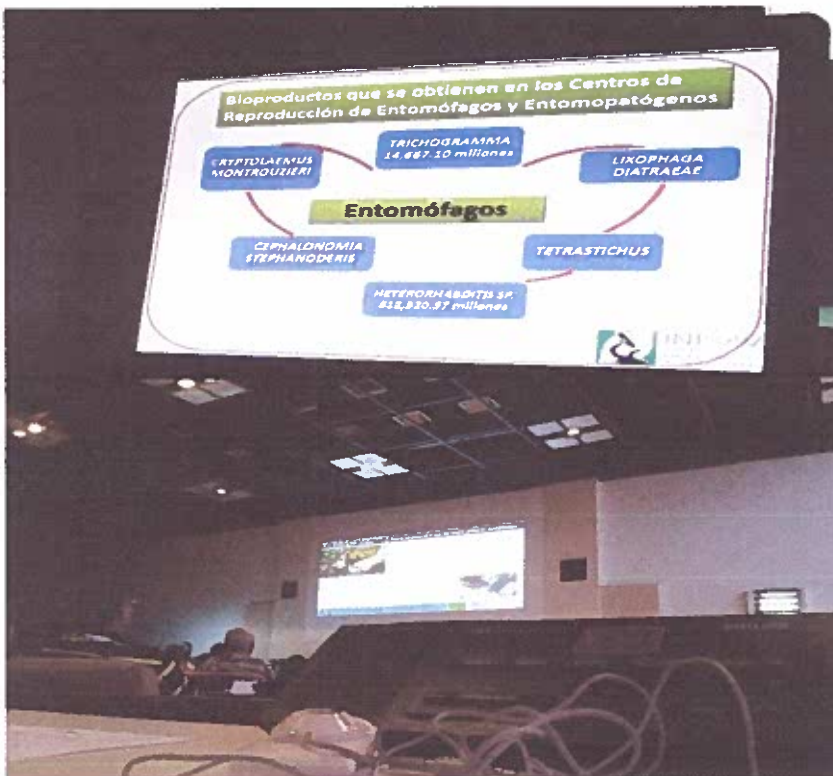 Bioproductos que se obtienen en los Centros de
Reproducción de Entomófagos y Entomopatógenos
TRICHOGRAMMA
14,667.10 millones
CRYPTOLAEMUS
MONTROUZIERI
LIXOPHAGA
DIATRAEAE
Entomófagos
CEPHALONOMIA
STEPHANODERIS
TETRASTICHUS
HETERORHABDITIS SP.
millones